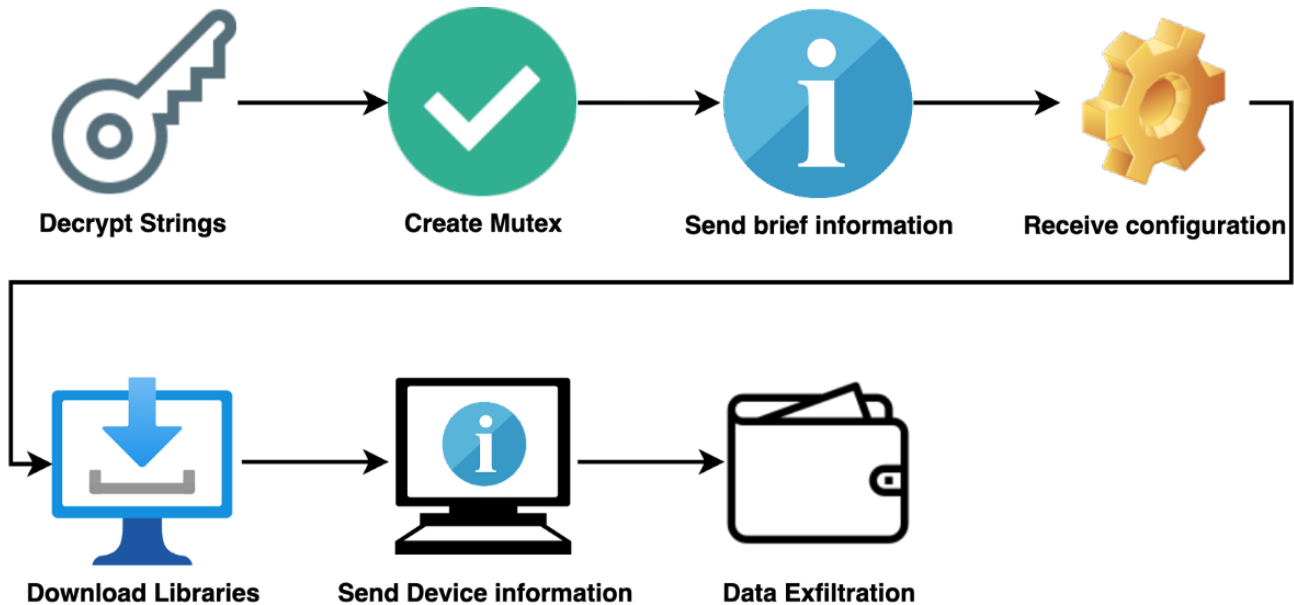 Decrypt Strings
Create Mutex
Send brief information
Receive configuration
Download Libraries
Send Device information
Data Exfiltration